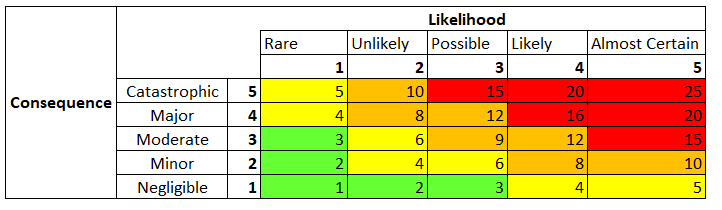 Likelihood
Rare Unlikely Possible Likely Almost Certain
1 2 3 4 5
Consequence
Catastrophic 5 5 10 15 20 25
Major 4 4 8 12 16 20
Moderate 3 3 6 9 12 15
Minor 2 2 4 6 8 10
Negligible 1 1 2 3 4 5